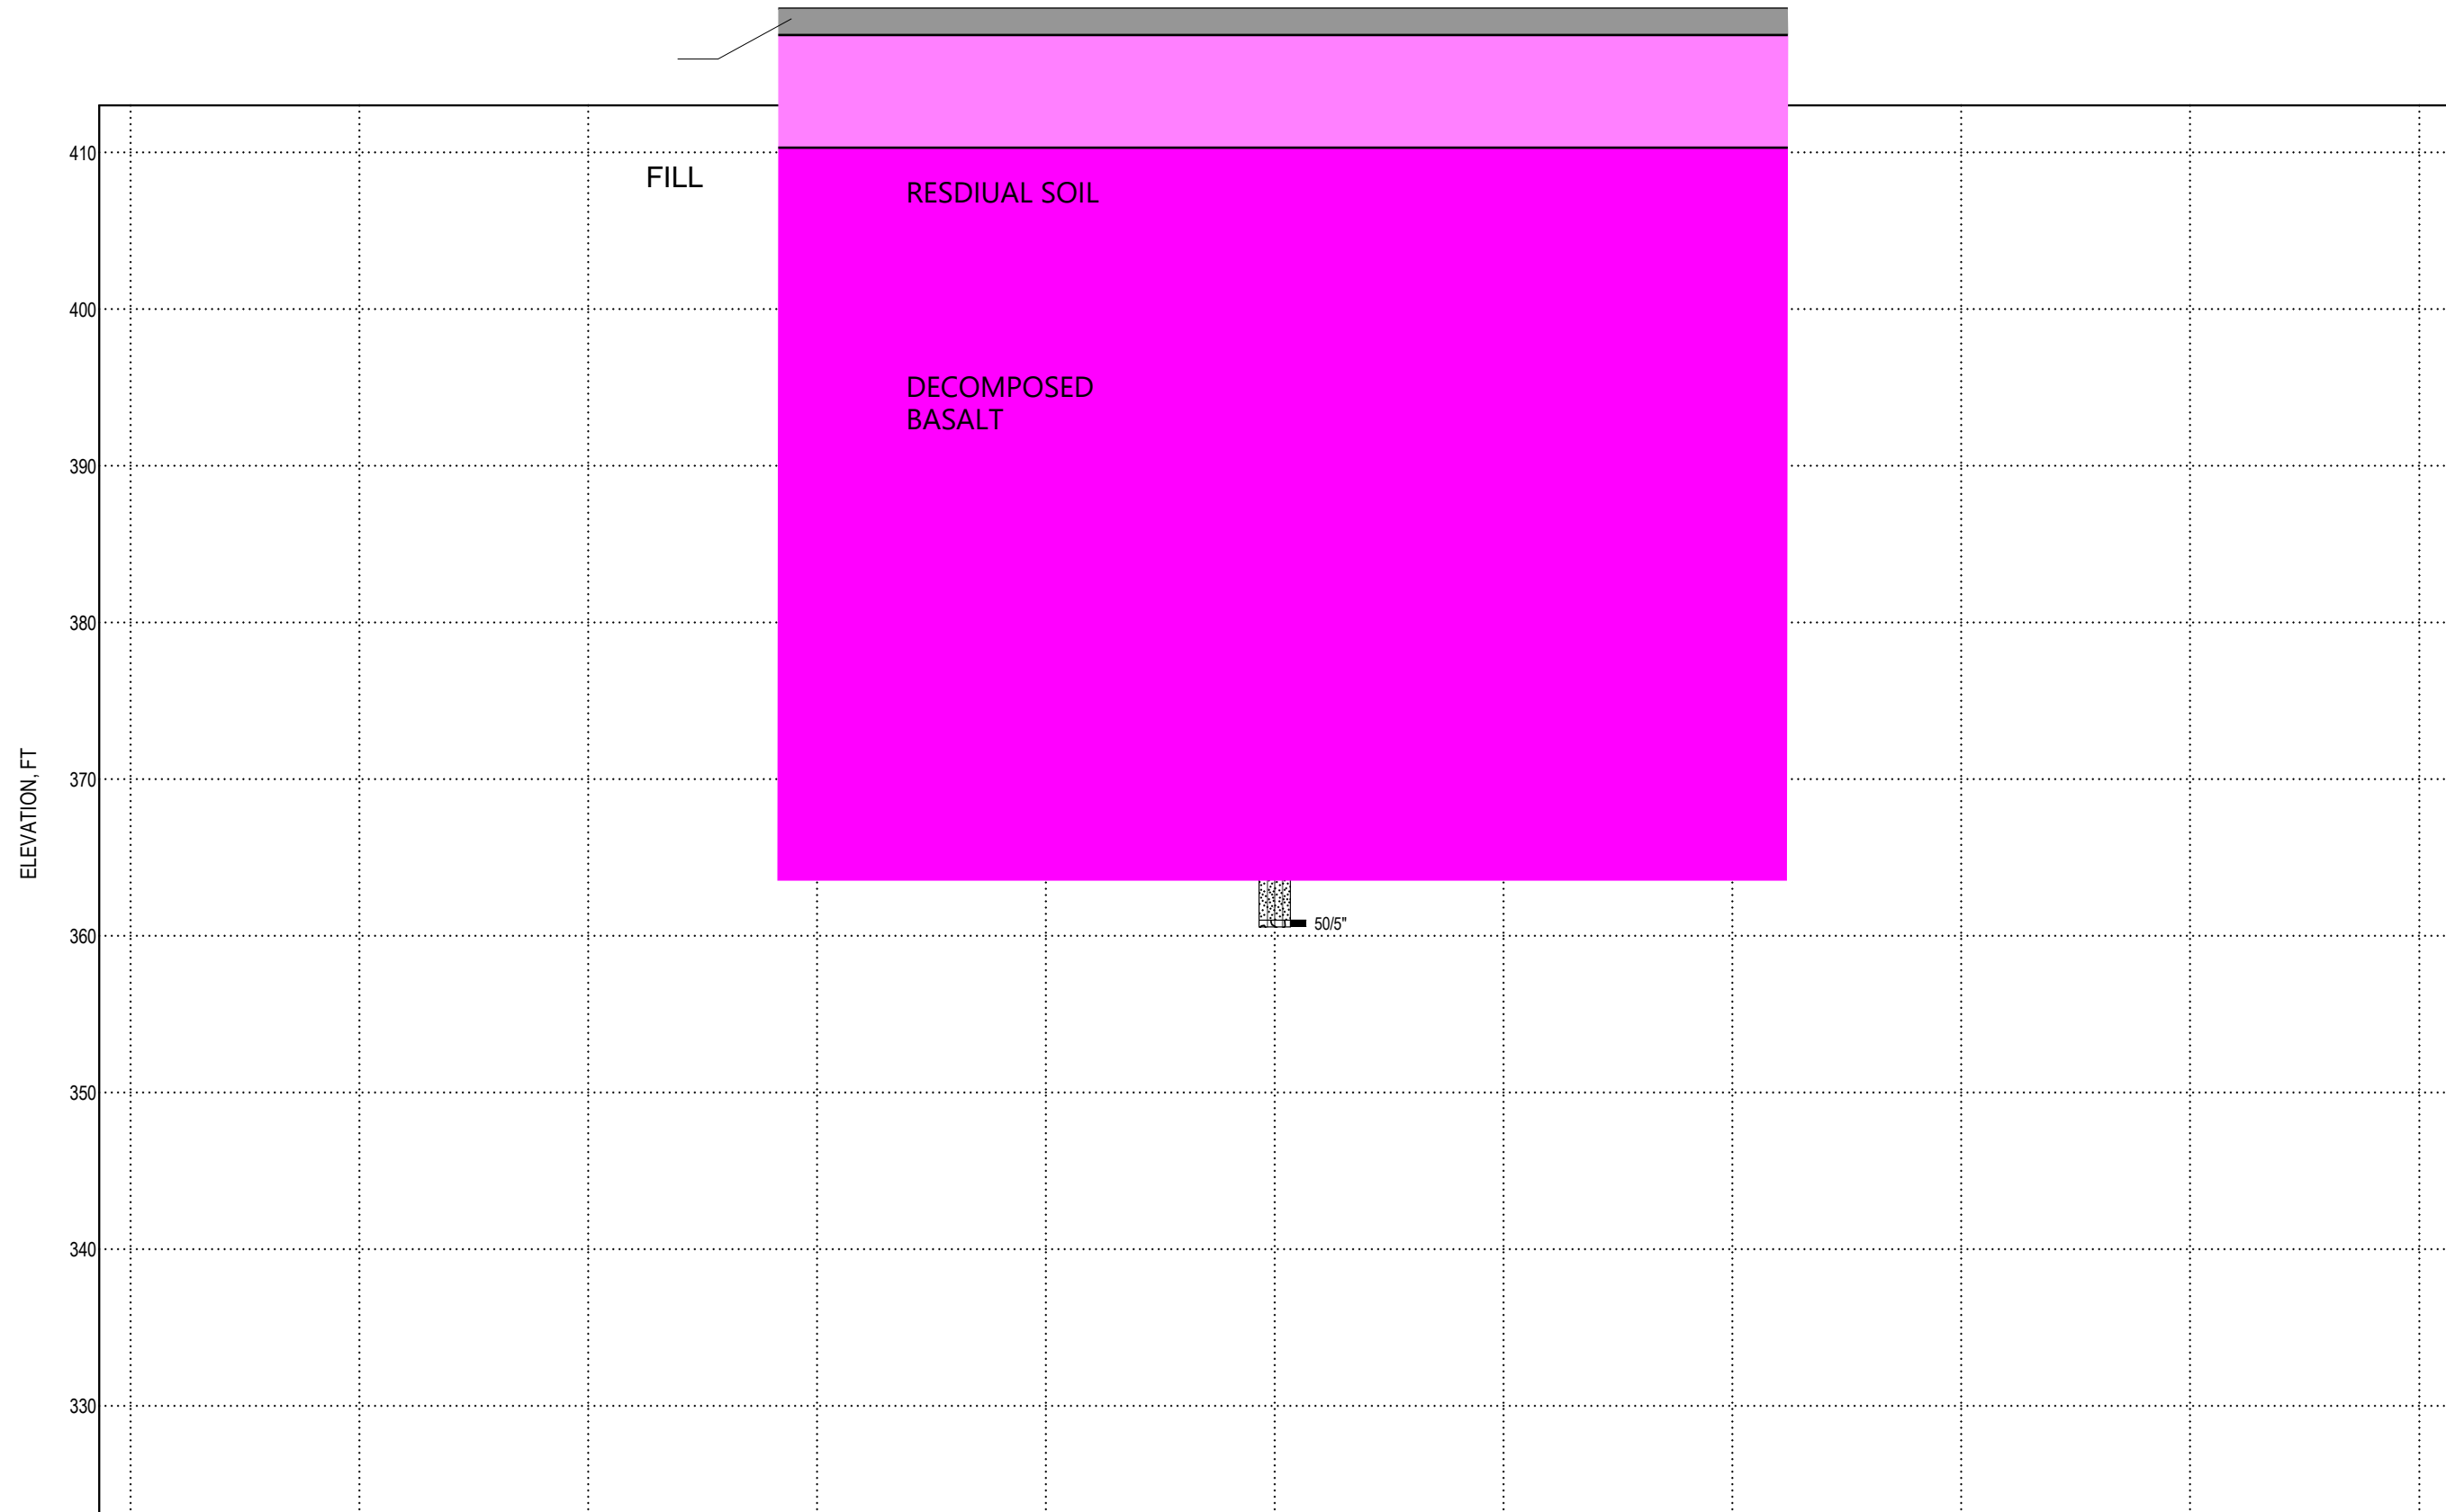 410
FILL
RESDIUAL SOIL
400
DECOMPOSED
BASALT
390
380
370
ELEVATION, FT
50/5"
360
350
340
330